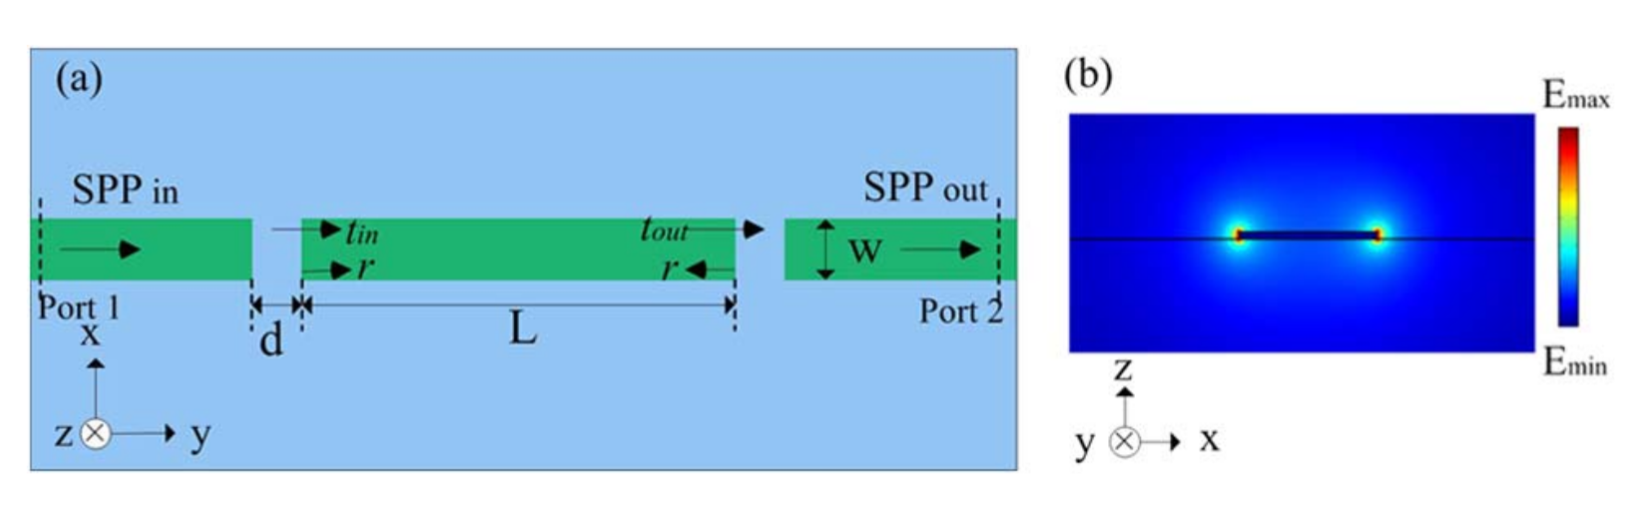 (a)
SPP in
SPP out
tin
tout
r
r
W
Port 1
Port 2
d
L
x
z
y
(b)
Emax
Emin
z
y
x